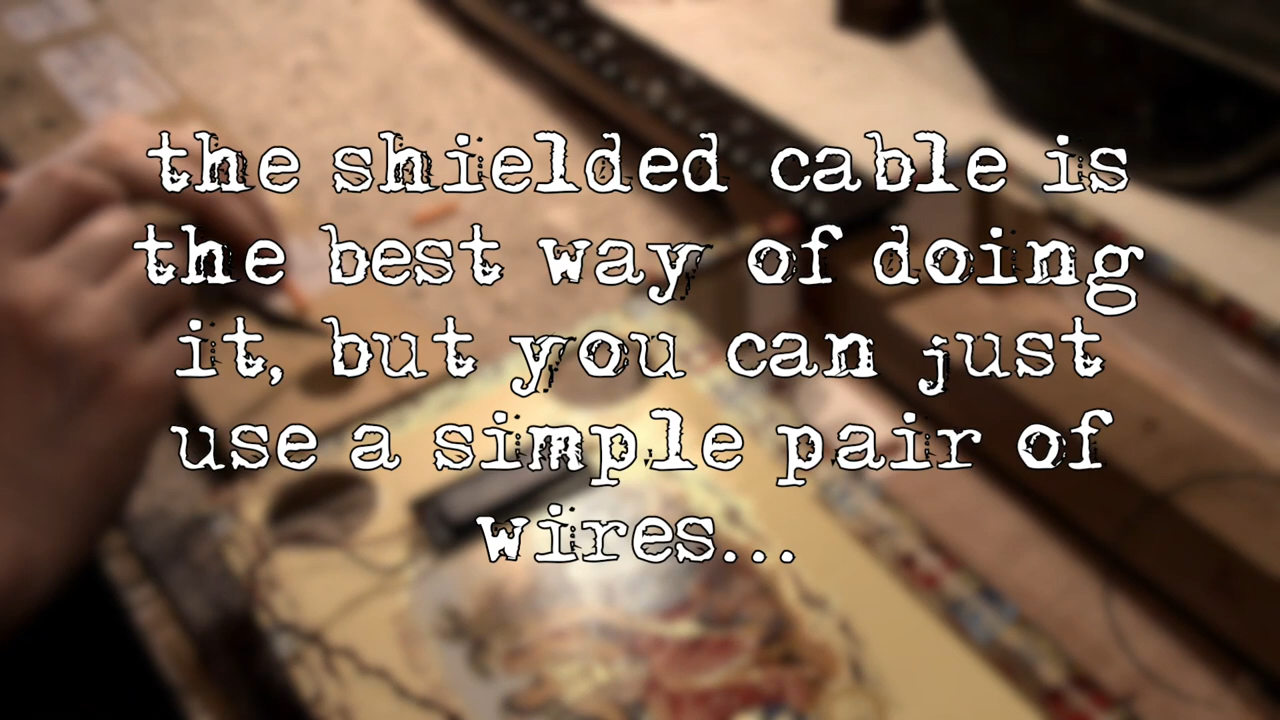 the shielded cable is
the best way of doing
it, but you can just
use a simple pair of
wires...